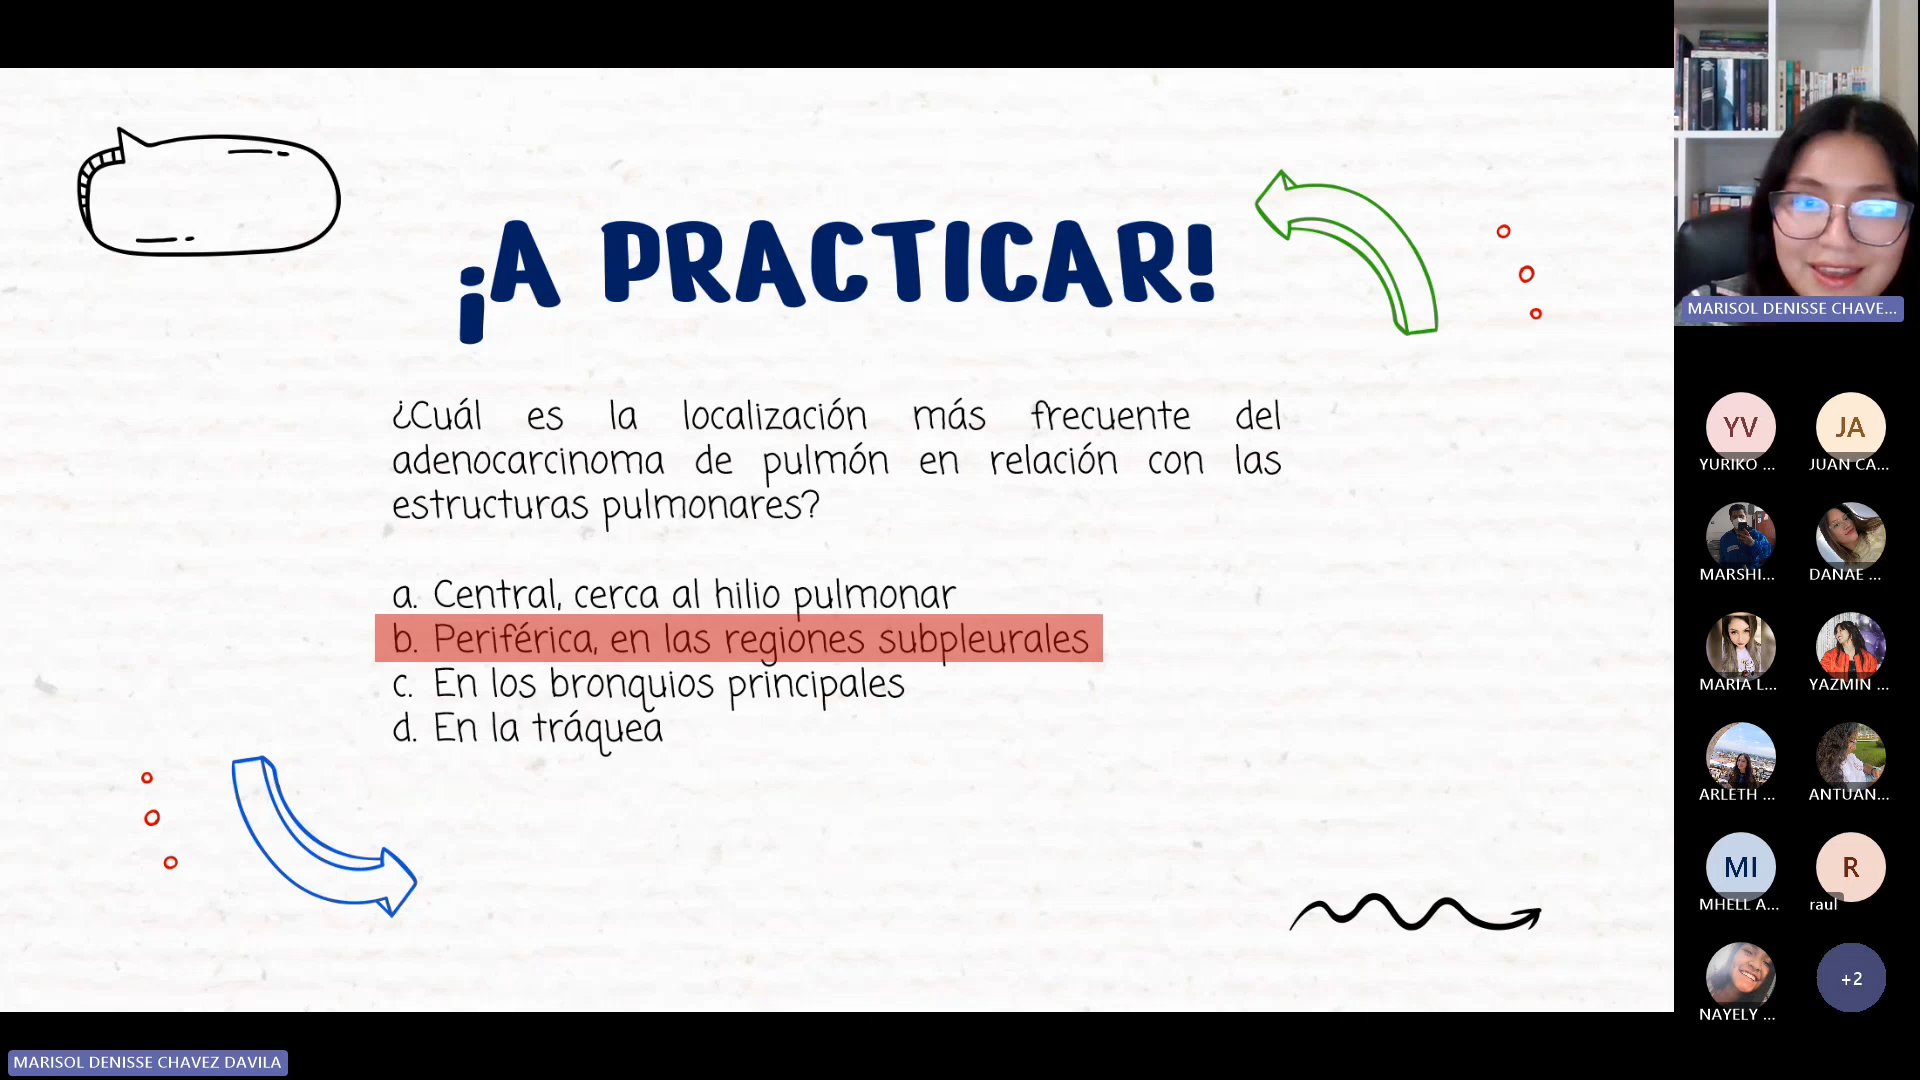 ¡A PRACTICAR!
¿Cuál es la localización más frecuente del
adenocarcinoma de pulmón en relación con las
estructuras pulmonares?
a. Central, cerca al hilio pulmonar
b. Periférica, en las regiones subpleurales
c. En los bronquios principales
d. En la tráquea
MARISOL DENISSE CHAVE...
YV
JA
YURIKO ...
JUAN CA...
MARSHI...
DANAE ...
MARIA L...
YAZMIN ...
ARLETH ...
ANTUAN...
MI
R
MHELL A...
raul
+2
NAYELY ...
MARISOL DENISSE CHAVEZ DAVILA